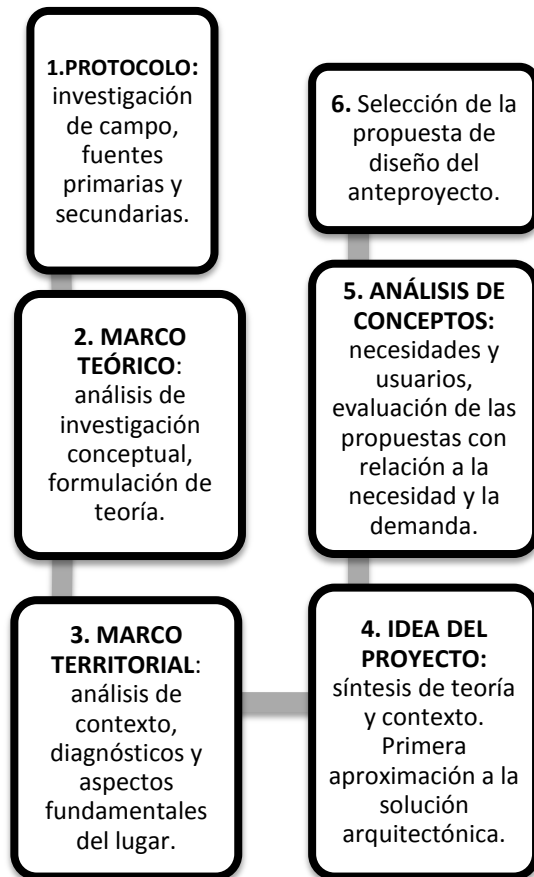 1.PROTOCOLO:
investigación
de campo,
fuentes
primarias y
secundarias.
2. MARCO
TEÓRICO:
análisis de
investigación
conceptual,
formulación de
teoría.
3. MARCO
TERRITORIAL:
análisis de
contexto,
diagnósticos y
aspectos
fundamentales
del lugar.
4. IDEA DEL
PROYECTO:
síntesis de teoría
y contexto.
Primera
aproximación a la
solución
arquitectónica.
5. ANÁLISIS DE
CONCEPTOS:
necesidades y
usuarios,
evaluación de las
propuestas con
relación a la
necesidad y la
demanda.
6. Selección de la
propuesta de
diseño del
anteproyecto.